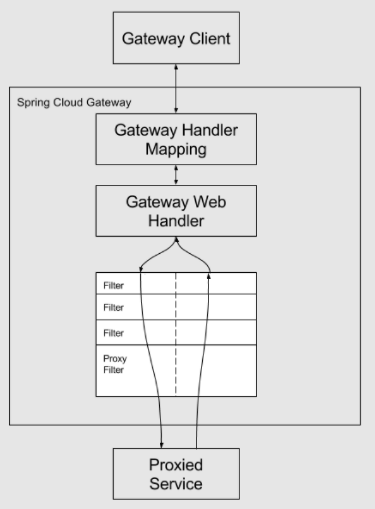 Gateway Client
Spring Cloud Gateway
Gateway Handler
Mapping
Gateway Web
Handler
Filter
Filter
Filter
Proxy
Filter
Proxied
Service